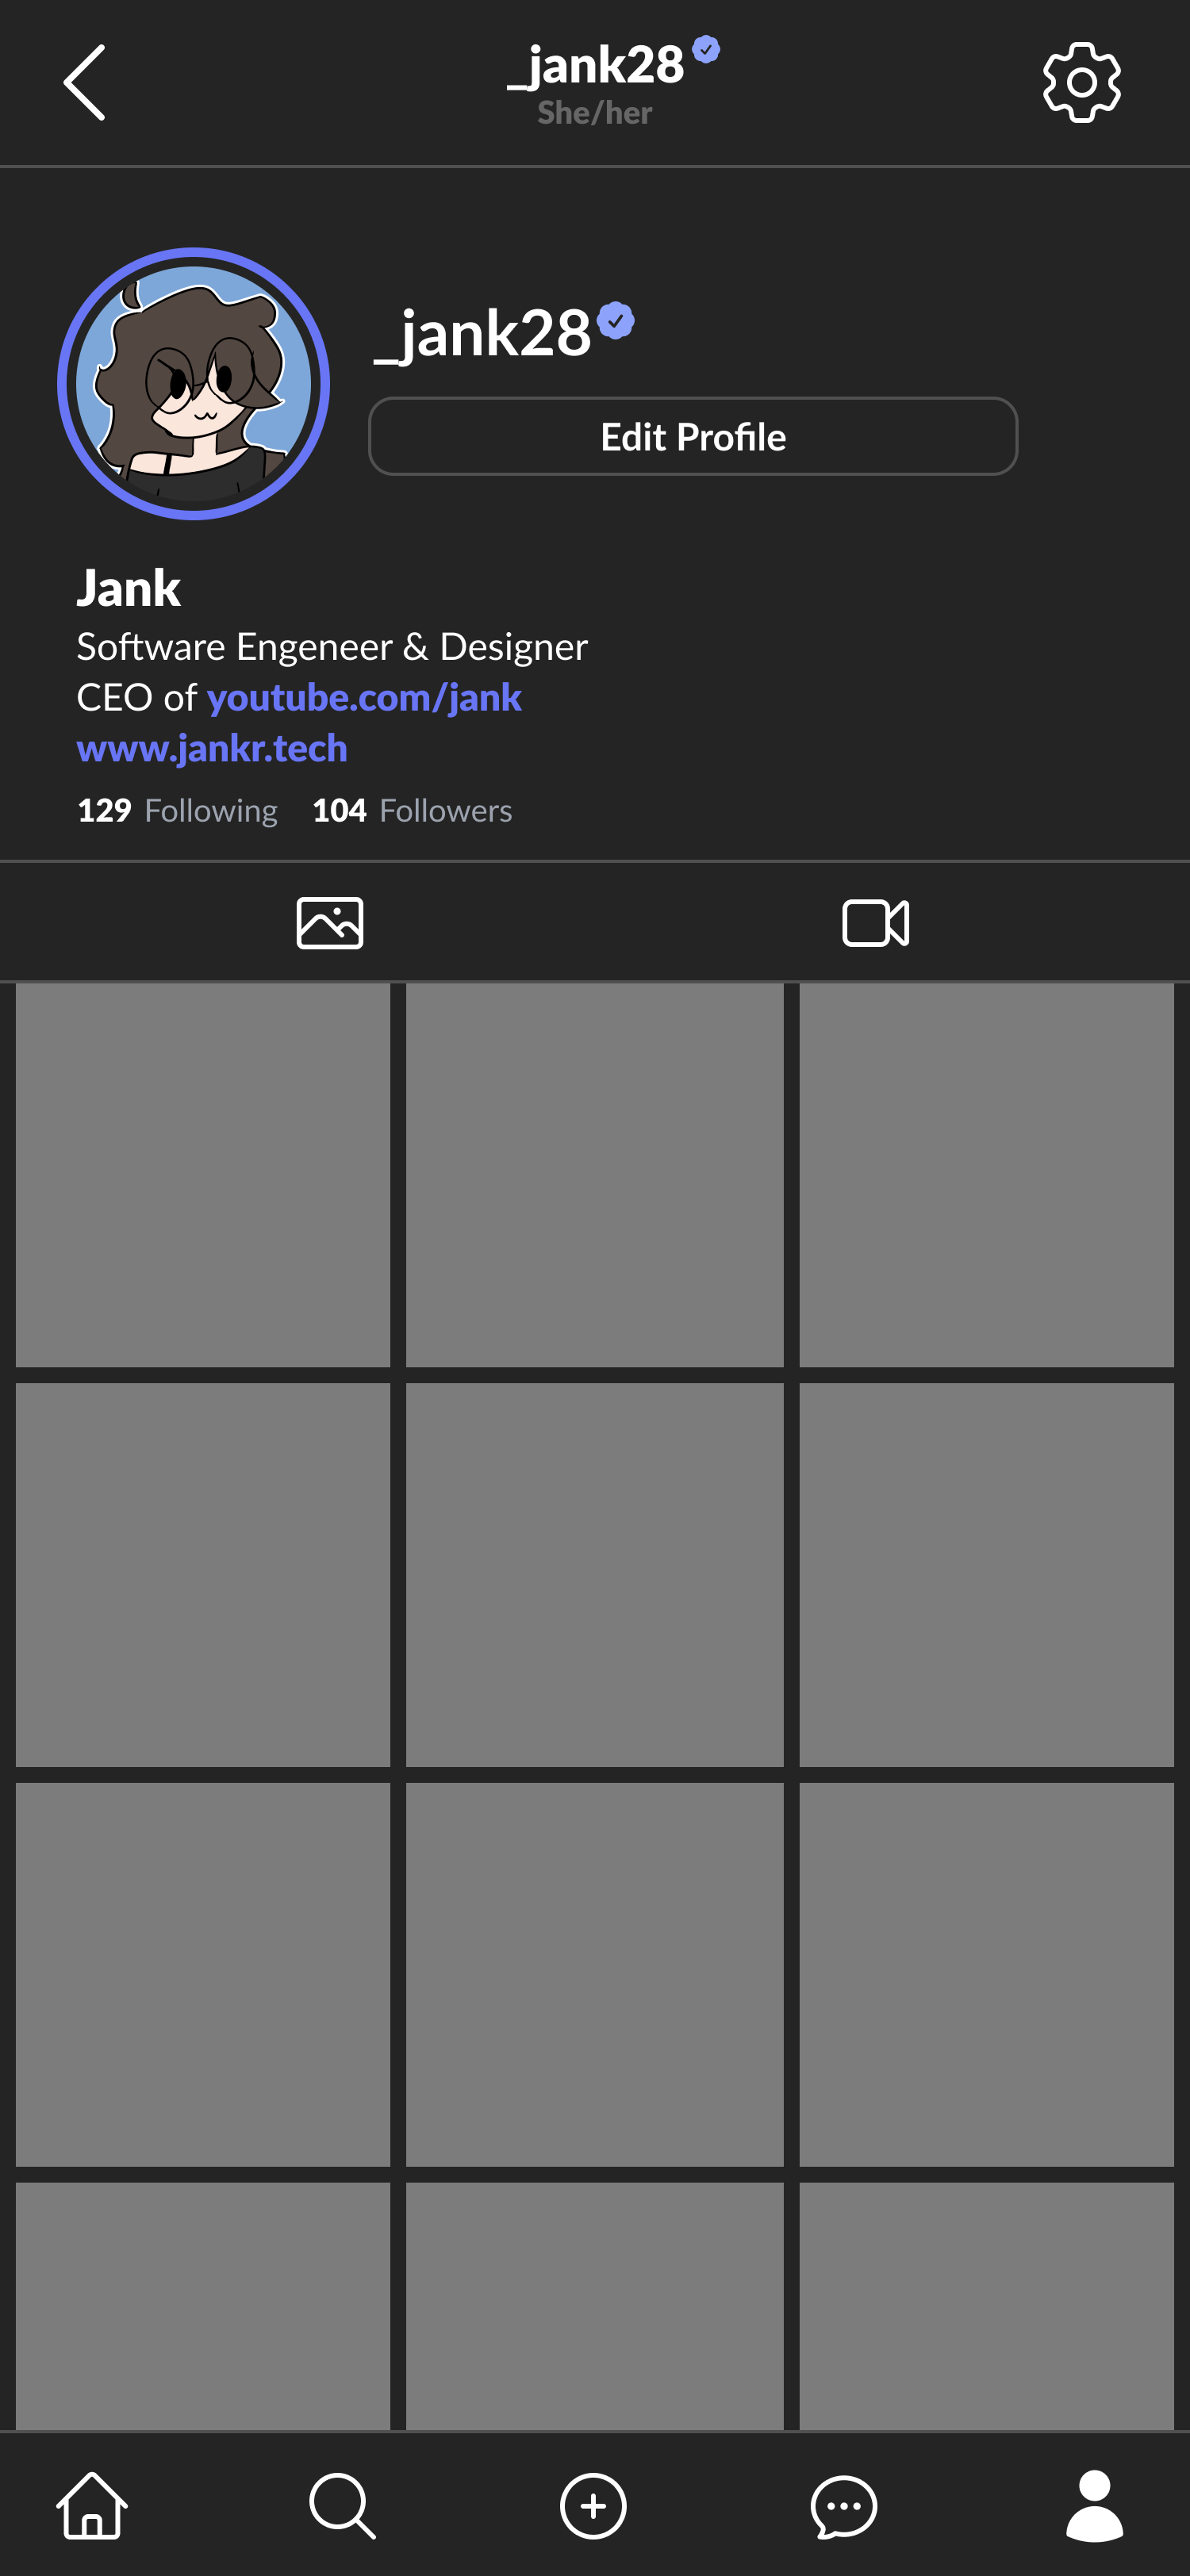 _jank28
She/her
_jank28
Edit Profile
Jank
Software Engeneer & Designer
CEO of youtube.com/jank
www.jankr.tech
129 Following 104 Followers